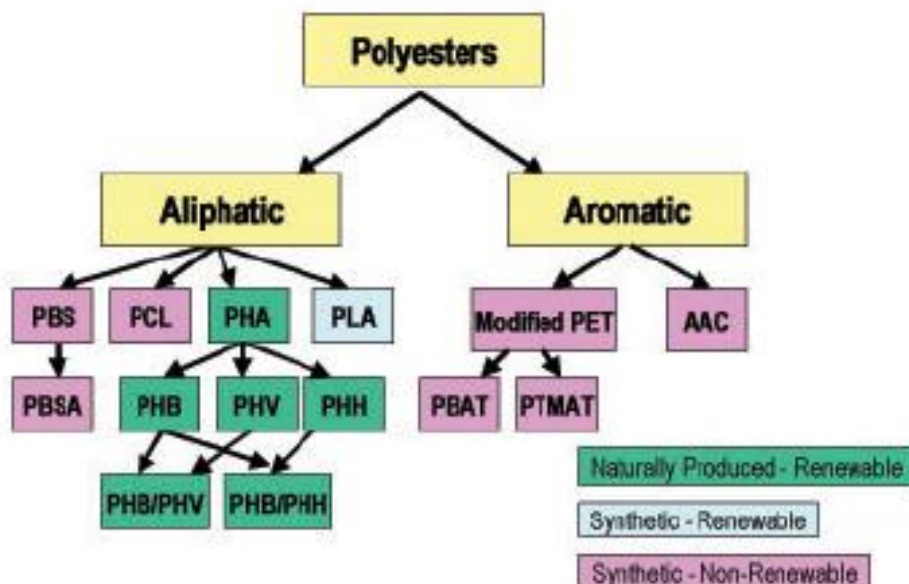 Polyesters
Aliphatic
Aromatic
PBS
PCL
PHA
PLA
Modified PET
AAC
PBSA
PHB
PHV
PHH
PBAT
PTMAT
PHB/PHV
PHB/PHH
Naturally Produced - Renewable
Synthetic - Renewable
Synthetic - Non-Renewable